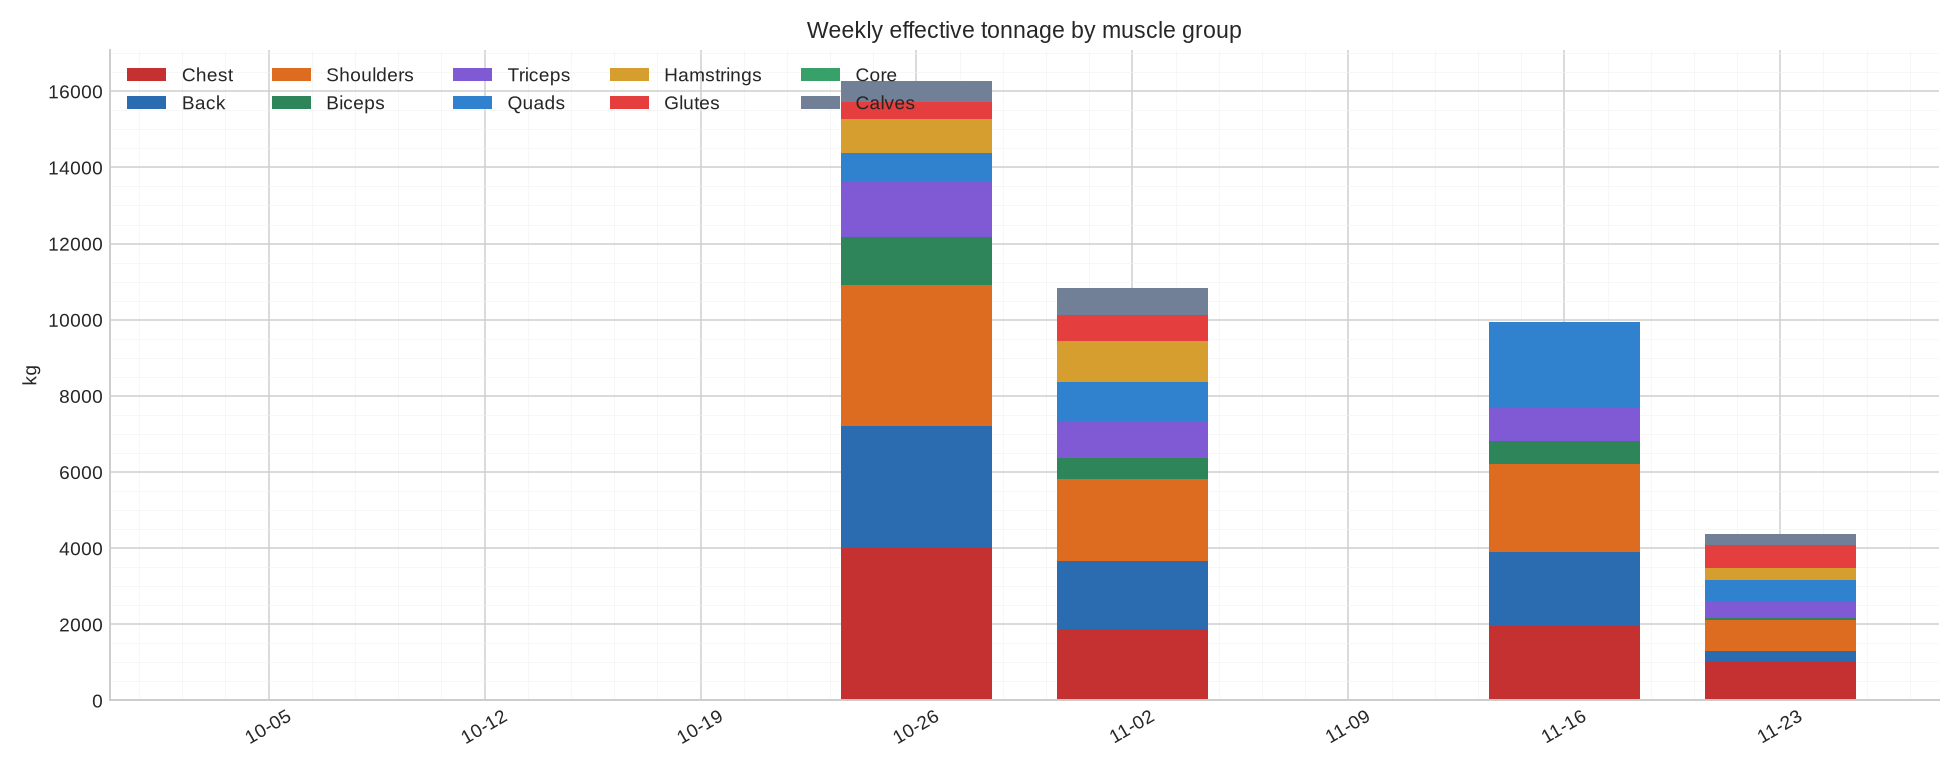 Weekly effective tonnage by muscle group
Chest Shoulders Triceps Hamstrings Core
Back Biceps Quads Glutes Calves
kg
16000
14000
12000
10000
8000
6000
4000
2000
0
10-05 10-12 10-19 10-26 11-02 11-09 11-16 11-23